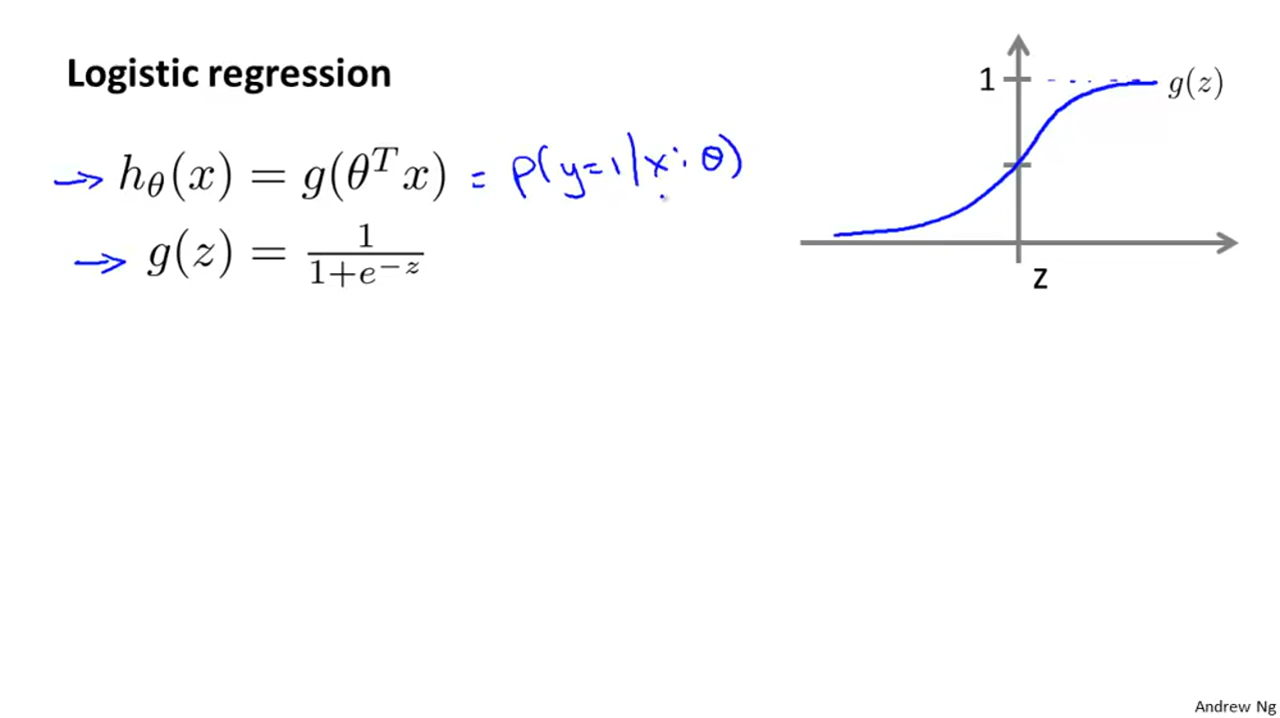 Logistic regression
→ hθ(x) = g(θᵀx) = P(y=1|x;θ)
→ g(z) = 1/(1+e⁻ᶻ)
1
g(z)
z
Andrew Ng